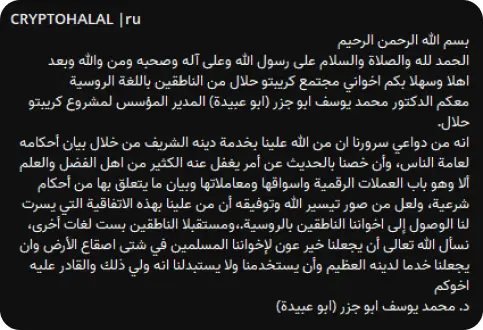 CRYPTOHALAL |ru
بسم الله الرحمن الرحيم
الحمد لله والصلاة والسلام على رسول الله وعلى آله وصحبه ومن والله وبعد
اهلا وسهلا بكم اخواني مجتمع كريبتو حلال من الناطقين باللغة الروسية
معكم الدكتور محمد يوسف ابو جزر (ابو عبيدة) المدير المؤسس لمشروع كريبتو
حلال.
انه من دواعي سرورنا ان من الله علينا بخدمة دينه الشريف من خلال بيان أحكامه
لعامة الناس، وأن خصنا بالحديث عن أمر يغفل عنه الكثير من اهل الفضل والعلم
ألا وهو باب العملات الرقمية واسواقها ومعاملاتها وبيان ما يتعلق بها من أحكام
شرعية، ولعل من صور تيسير الله وتوفيقه أن من علينا بهذه الاتفاقية التي يسرت
لنا الوصول إلى اخواننا الناطقين بالروسية،،ومستقبلا الناطقين بست لغات أخرى،
نسأل الله تعالى أن يجعلنا خير عون لإخواننا المسلمين في شتى اصقاع الأرض وان
يجعلنا خدما لدينه العظيم وأن يستخدمنا ولا يستبدلنا انه ولي ذلك والقادر عليه
اخوكم
د. محمد يوسف ابو جزر (ابو عبيدة)